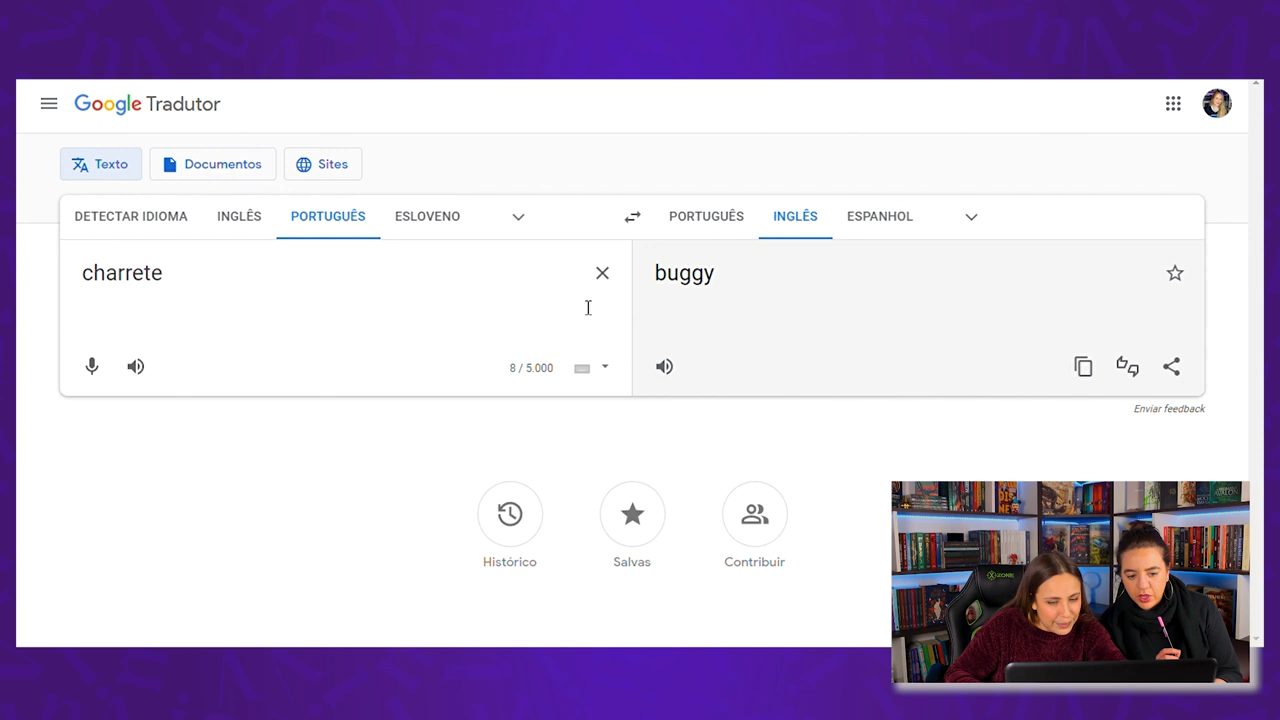 Google Tradutor
Texto
Documentos
Sites
DETECTAR IDIOMA
INGLÊS
PORTUGUÊS
ESLOVENO
PORTUGUÊS
INGLÊS
ESPANHOL
charrete
buggy
8 / 5.000
Enviar feedback
Histórico
Salvas
Contribuir
X ZONE